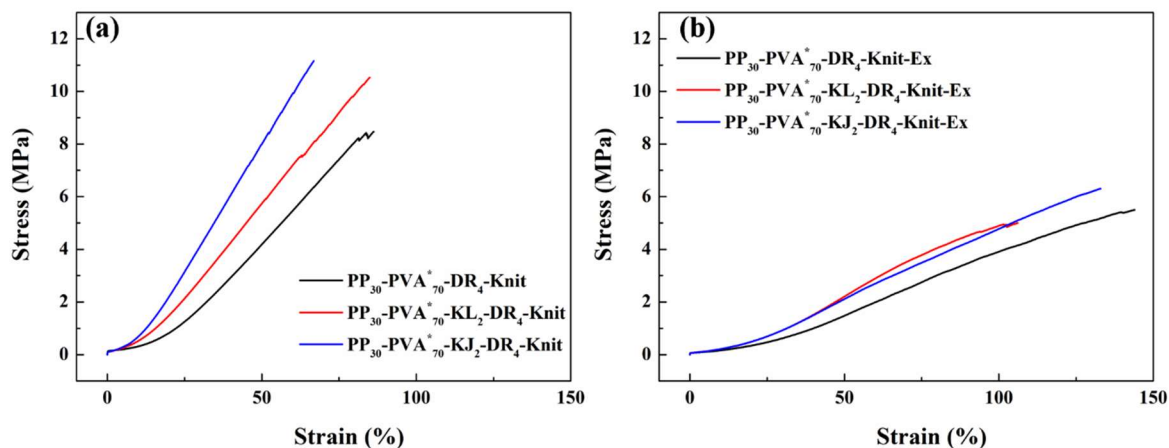 (a)
12
10
8
6
4
2
0
Stress (MPa)
PP₃₀-PVA*₇₀-DR₄-Knit
PP₃₀-PVA*₇₀-KL₂-DR₄-Knit
PP₃₀-PVA*₇₀-KJ₂-DR₄-Knit
0 50 100 150
Strain (%)
(b)
12
10
8
6
4
2
0
Stress (MPa)
PP₃₀-PVA*₇₀-DR₄-Knit-Ex
PP₃₀-PVA*₇₀-KL₂-DR₄-Knit-Ex
PP₃₀-PVA*₇₀-KJ₂-DR₄-Knit-Ex
0 50 100 150
Strain (%)